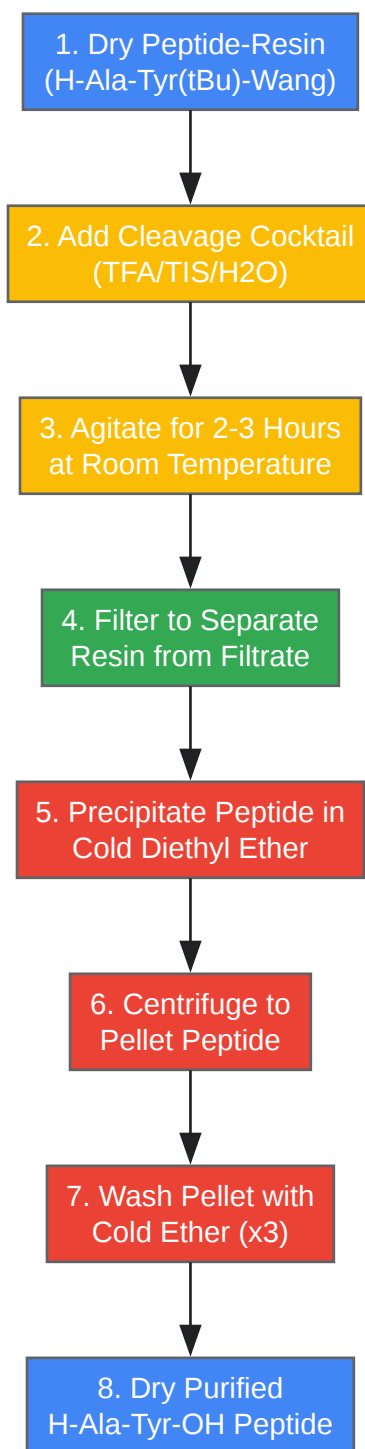 1. Dry Peptide-Resin
(H-Ala-Tyr(tBu)-Wang)
2. Add Cleavage Cocktail
(TFA/TIS/H2O)
3. Agitate for 2-3 Hours
at Room Temperature
4. Filter to Separate
Resin from Filtrate
5. Precipitate Peptide in
Cold Diethyl Ether
6. Centrifuge to
Pellet Peptide
7. Wash Pellet with
Cold Ether (x3)
8. Dry Purified
H-Ala-Tyr-OH Peptide